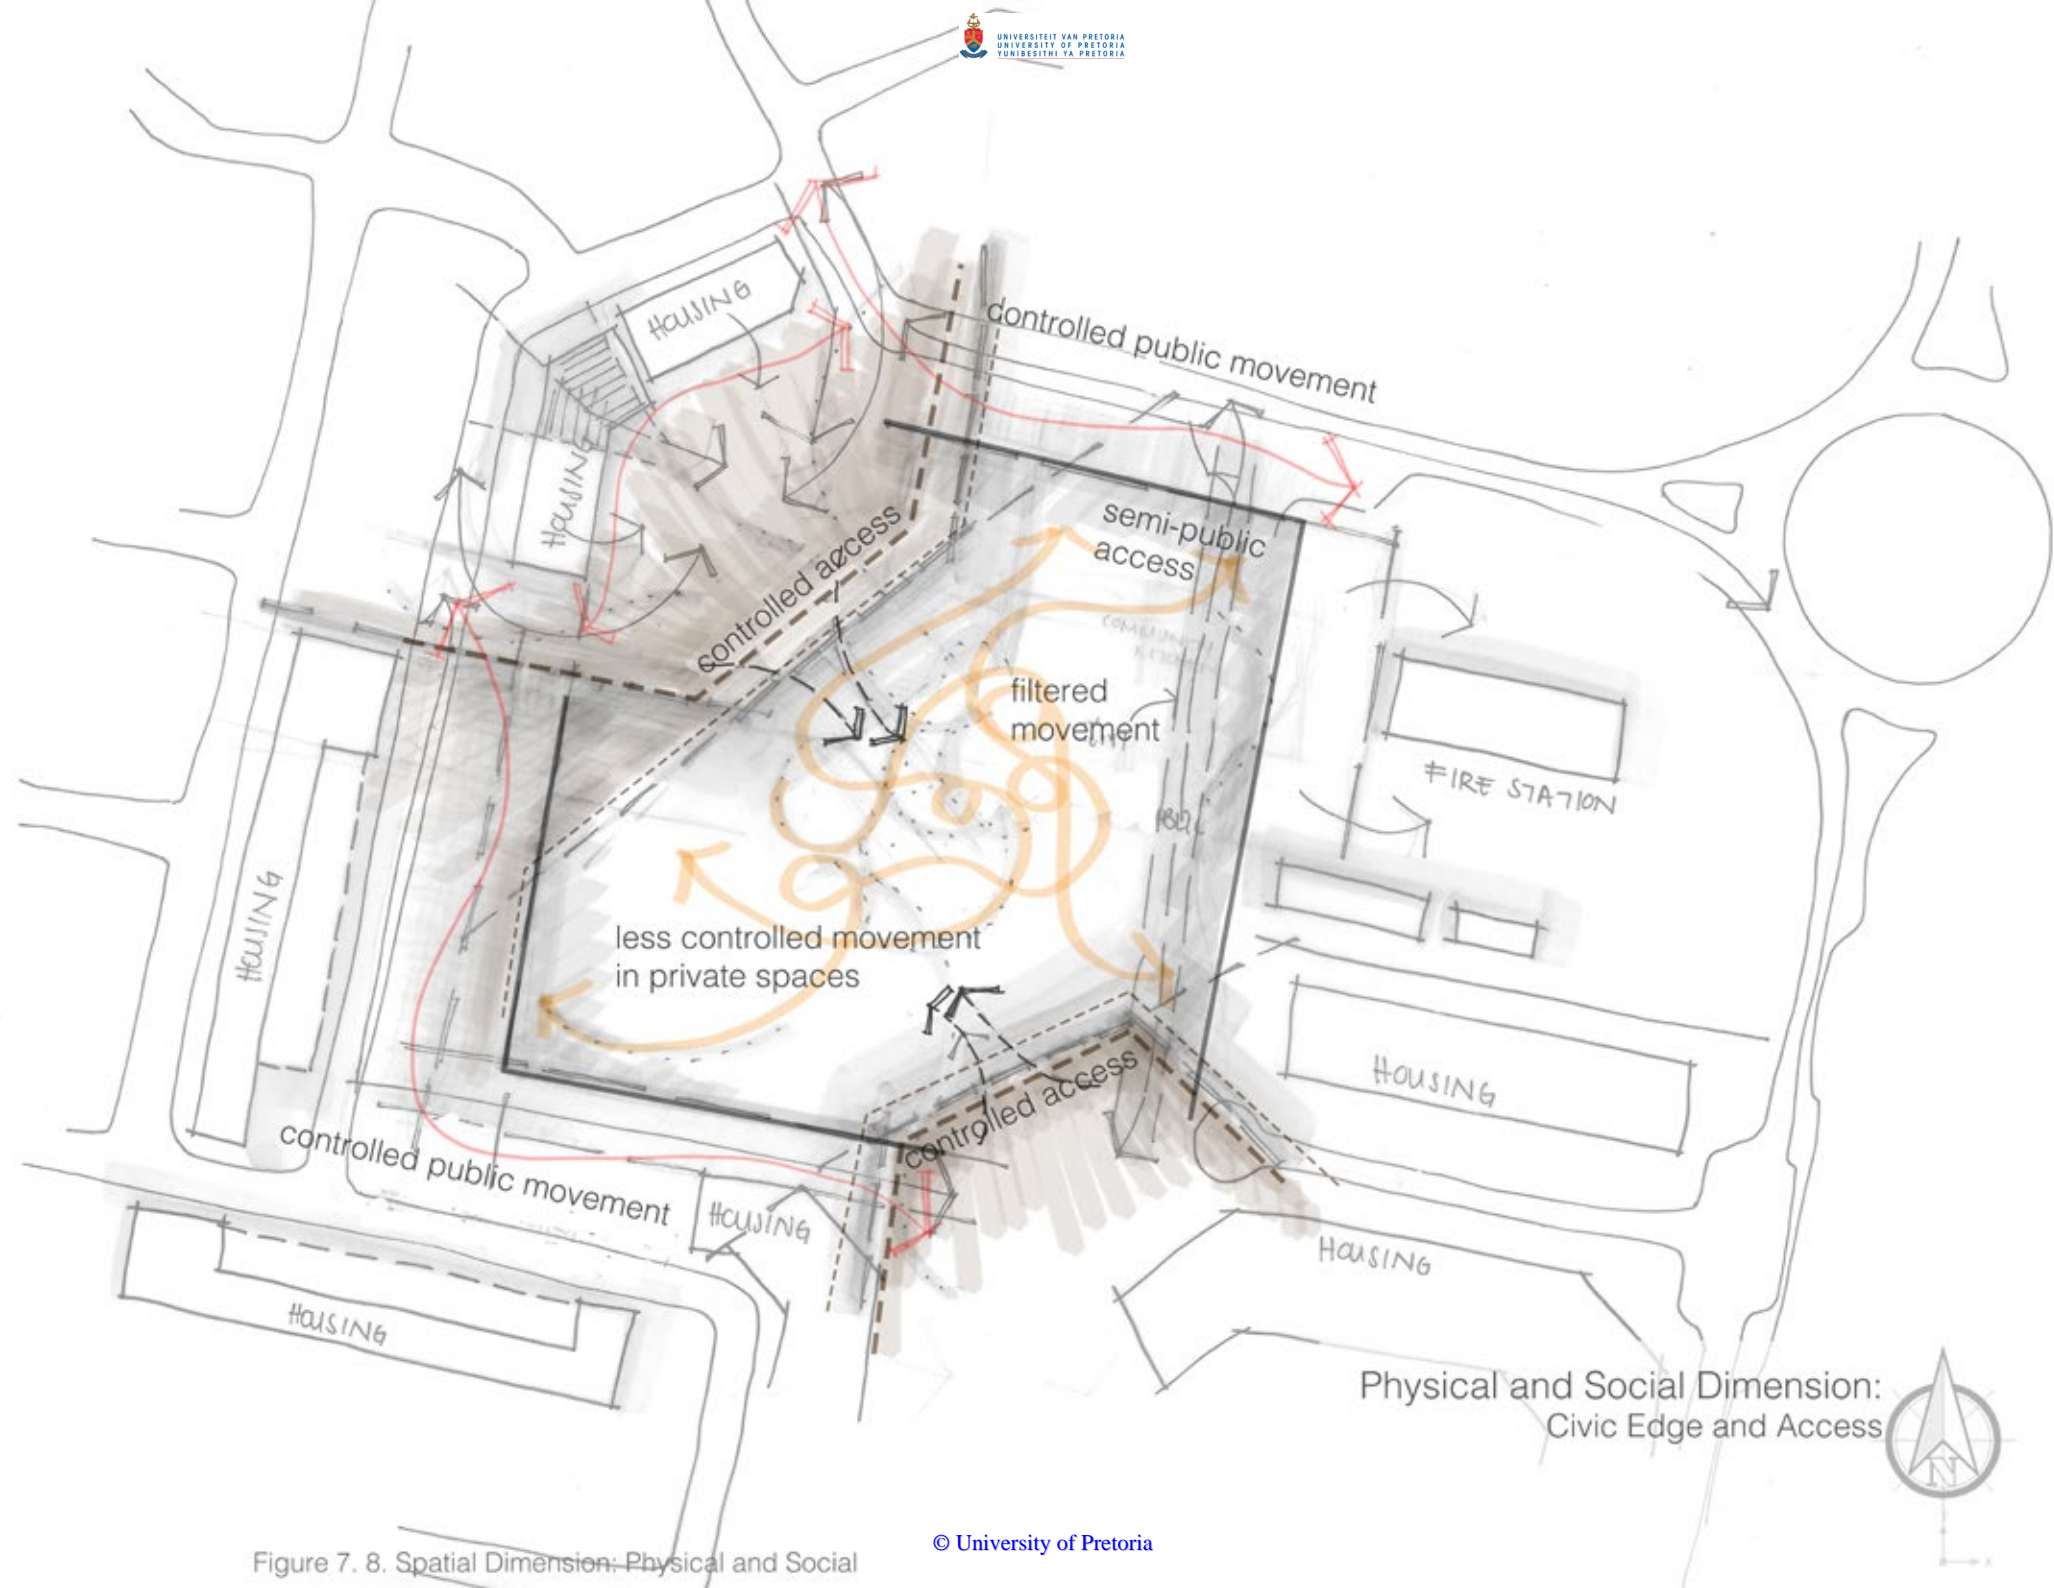 UNIVERSITEIT VAN PRETORIA
UNIVERSITY OF PRETORIA
YUNIBESITHI YA PRETORIA
HOUSING
controlled public movement
HOUSING
controlled access
semi-public
access
filtered
movement
FIRE STATION
HOUSING
less controlled movement
in private spaces
HOUSING
controlled access
controlled public movement
HOUSING
HOUSING
HOUSING
Physical and Social Dimension:
Civic Edge and Access
N
© University of Pretoria
Figure 7. 8. Spatial Dimension: Physical and Social